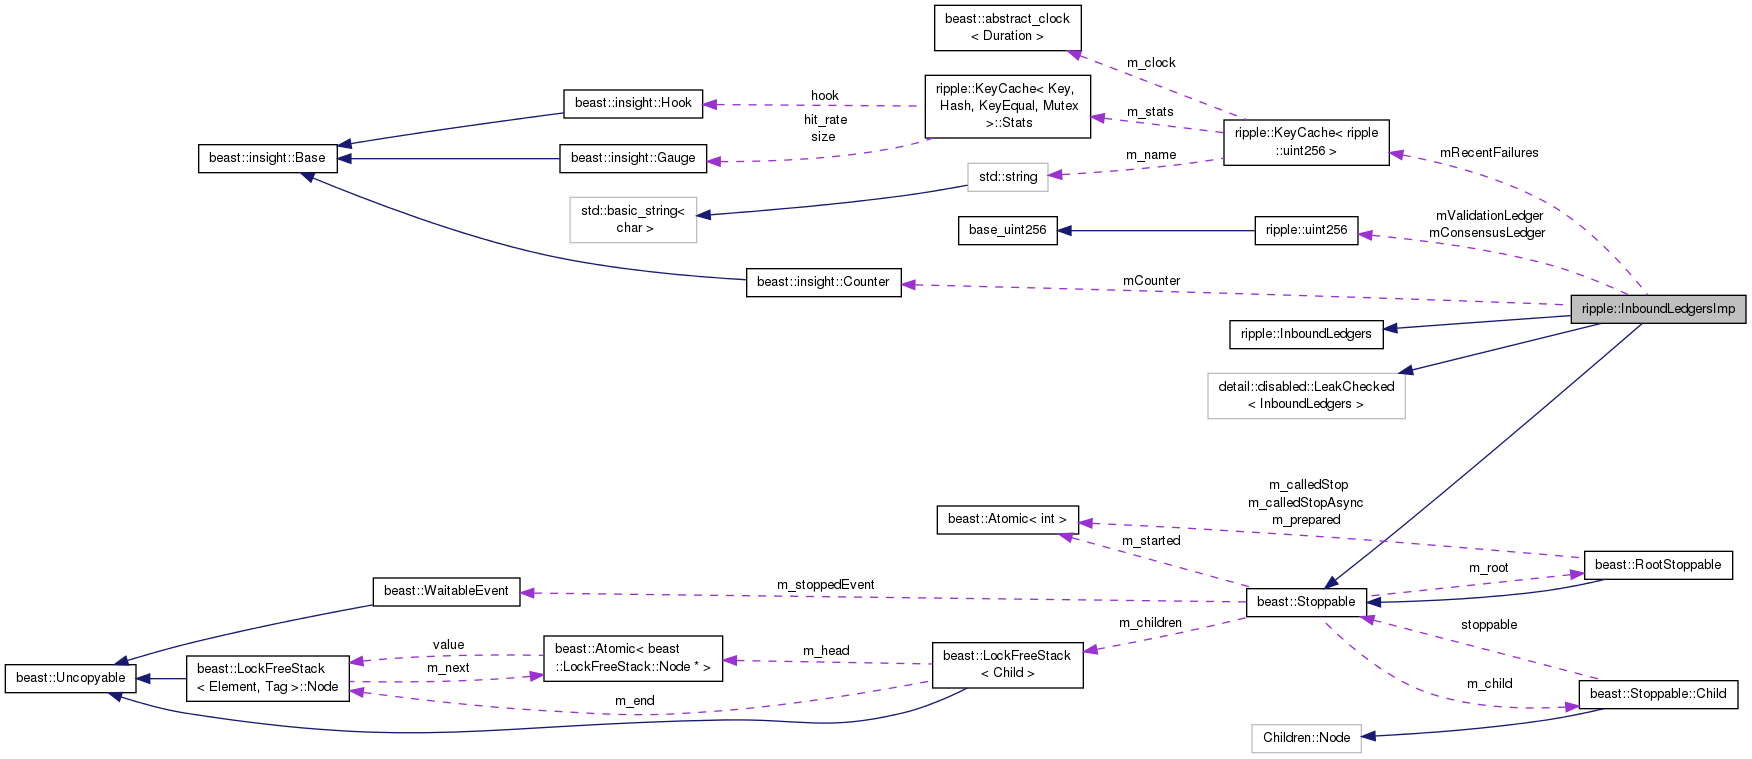 beast::abstract_clock
< Duration >
m_clock
ripple::KeyCache< Key,
Hash, KeyEqual, Mutex
>::Stats
hook
beast::insight::Hook
hit_rate
size
m_stats
ripple::KeyCache< ripple
::uint256 >
mRecentFailures
beast::insight::Base
beast::insight::Gauge
m_name
std::string
std::basic_string<
char >
base_uint256
ripple::uint256
mValidationLedger
mConsensusLedger
beast::insight::Counter
mCounter
ripple::InboundLedgersImp
ripple::InboundLedgers
detail::disabled::LeakChecked
< InboundLedgers >
m_calledStop
m_calledStopAsync
m_prepared
beast::Atomic< int >
m_started
beast::RootStoppable
m_root
beast::WaitableEvent
m_stoppedEvent
beast::Stoppable
m_children
stoppable
value
beast::Atomic< beast
::LockFreeStack::Node * >
m_head
beast::LockFreeStack
< Child >
beast::Uncopyable
beast::LockFreeStack
< Element, Tag >::Node
m_next
m_end
m_child
beast::Stoppable::Child
Children::Node